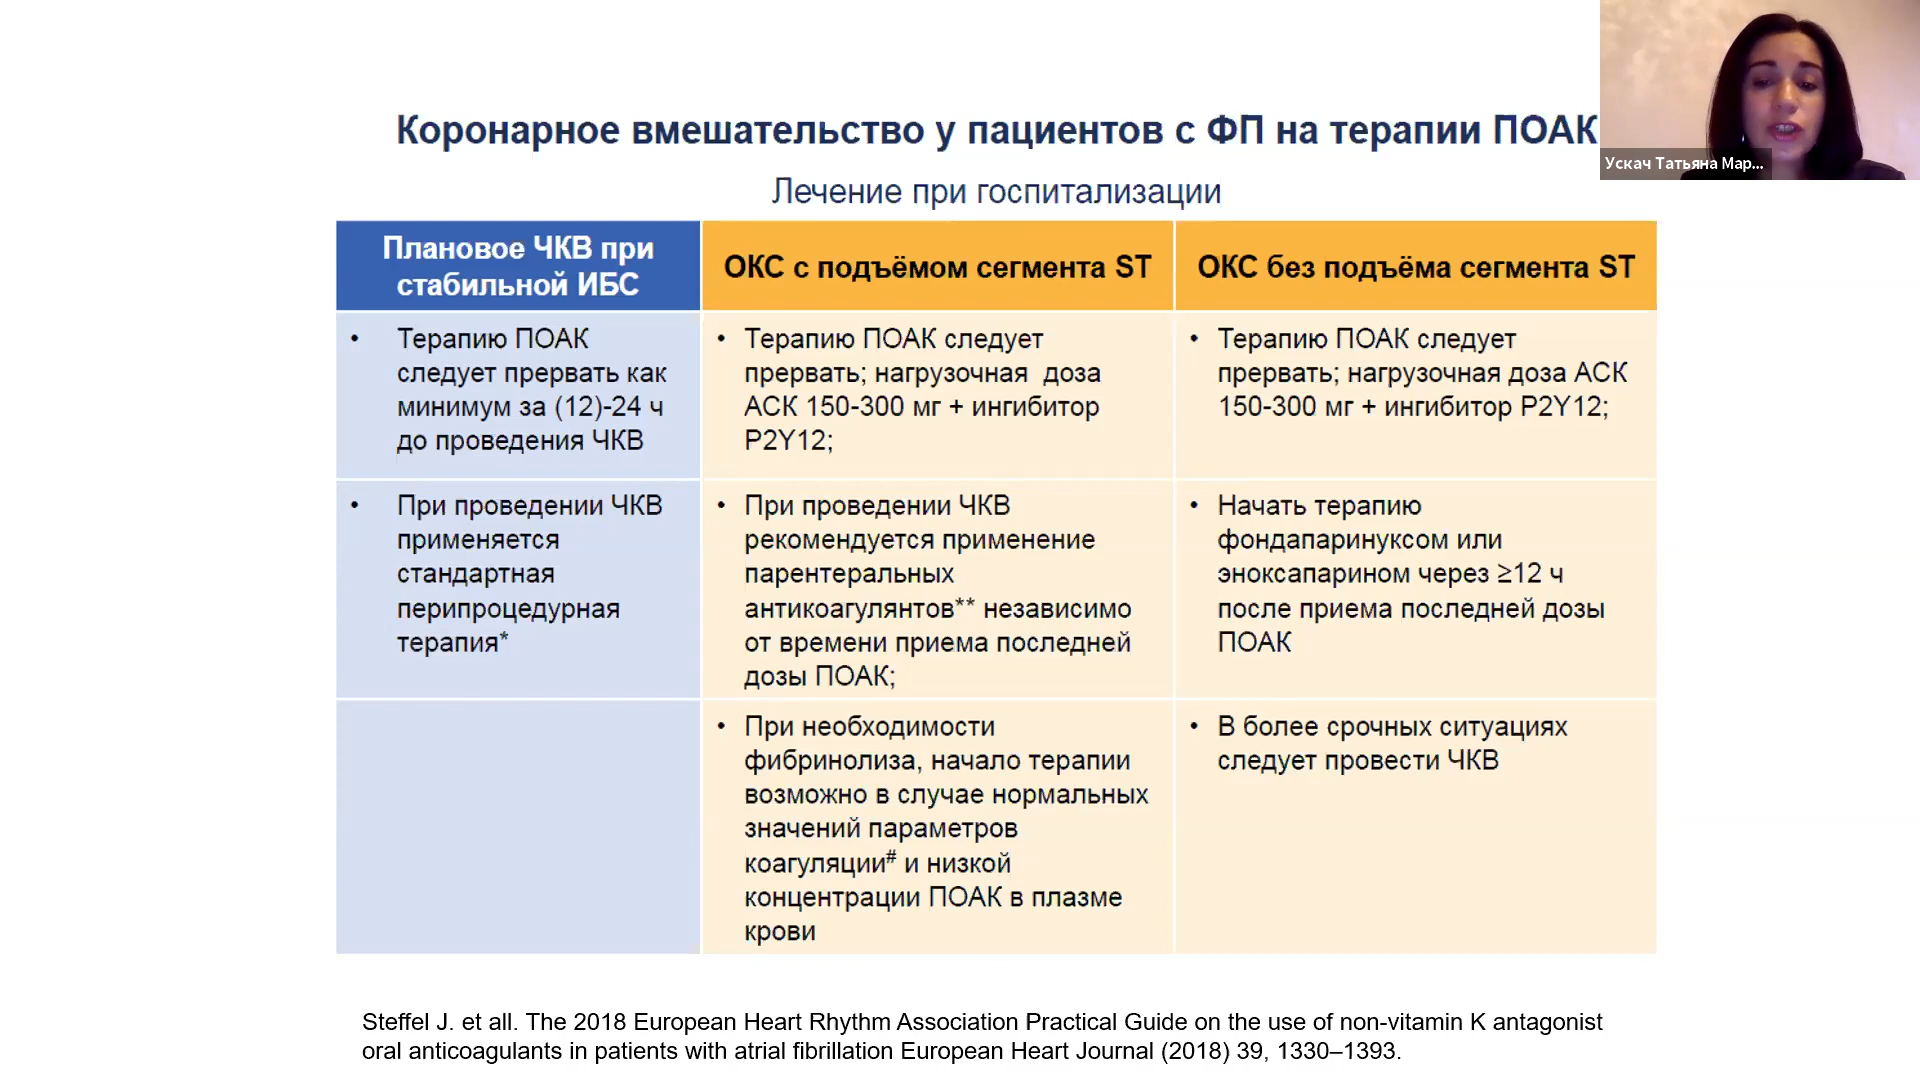 Коронарное вмешательство у пациентов с ФП на терапии ПОАК
Ускач Татьяна Мар...
Лечение при госпитализации
Плановое ЧКВ при
стабильной ИБС
ОКС с подъёмом сегмента ST
ОКС без подъёма сегмента ST
• Терапию ПОАК
следует прервать как
минимум за (12)-24 ч
до проведения ЧКВ
• Терапию ПОАК следует
прервать; нагрузочная доза
АСК 150-300 мг + ингибитор
P2Y12;
• Терапию ПОАК следует
прервать; нагрузочная доза АСК
150-300 мг + ингибитор P2Y12;
• При проведении ЧКВ
применяется
стандартная
перипроцедурная
терапия*
• При проведении ЧКВ
рекомендуется применение
парентеральных
антикоагулянтов** независимо
от времени приема последней
дозы ПОАК;
• Начать терапию
фондапаринуксом или
эноксапарином через ≥12 ч
после приема последней дозы
ПОАК
• При необходимости
фибринолиза, начало терапии
возможно в случае нормальных
значений параметров
коагуляции# и низкой
концентрации ПОАК в плазме
крови
• В более срочных ситуациях
следует провести ЧКВ
Steffel J. et all. The 2018 European Heart Rhythm Association Practical Guide on the use of non-vitamin K antagonist
oral anticoagulants in patients with atrial fibrillation European Heart Journal (2018) 39, 1330–1393.